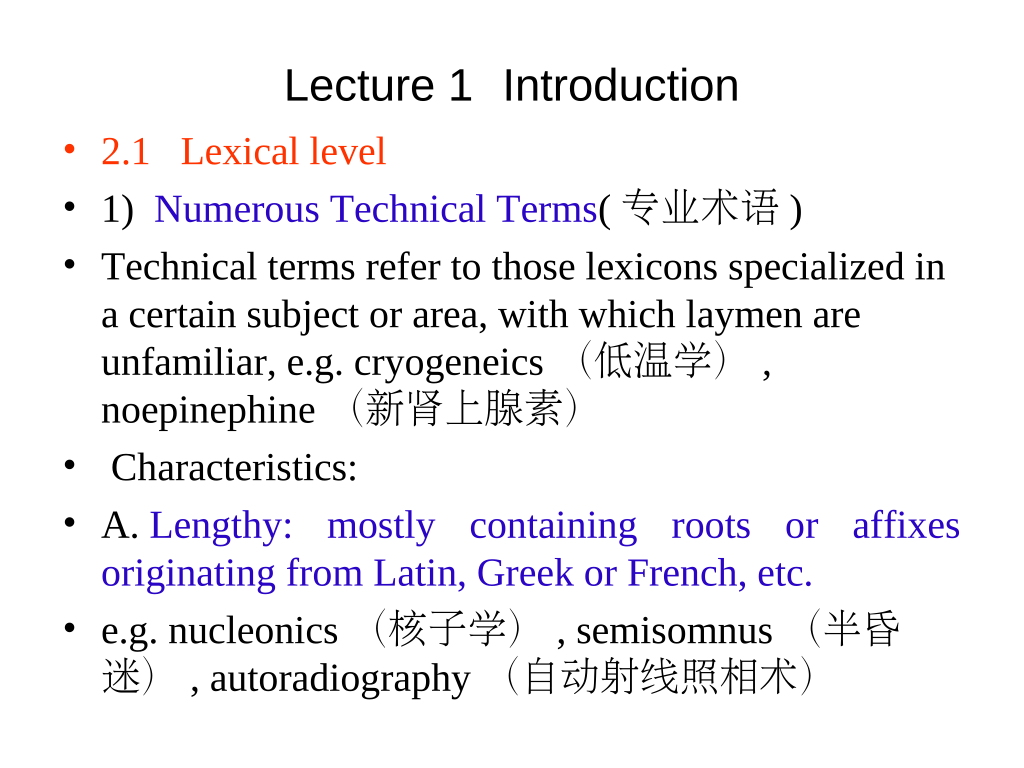 Lecture 1 Introduction
• 2.1 Lexical level
• 1) Numerous Technical Terms( 专业术语 )
• Technical terms refer to those lexicons specialized in
a certain subject or area, with which laymen are
unfamiliar, e.g. cryogeneics （低温学） ,
noepinephine （新肾上腺素）
• Characteristics:
• A. Lengthy: mostly containing roots or affixes
originating from Latin, Greek or French, etc.
• e.g. nucleonics （核子学） , semisomnus （半昏
迷） , autoradiography （自动射线照相术）